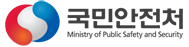 국민안전처
Ministry of Public Safety and Security